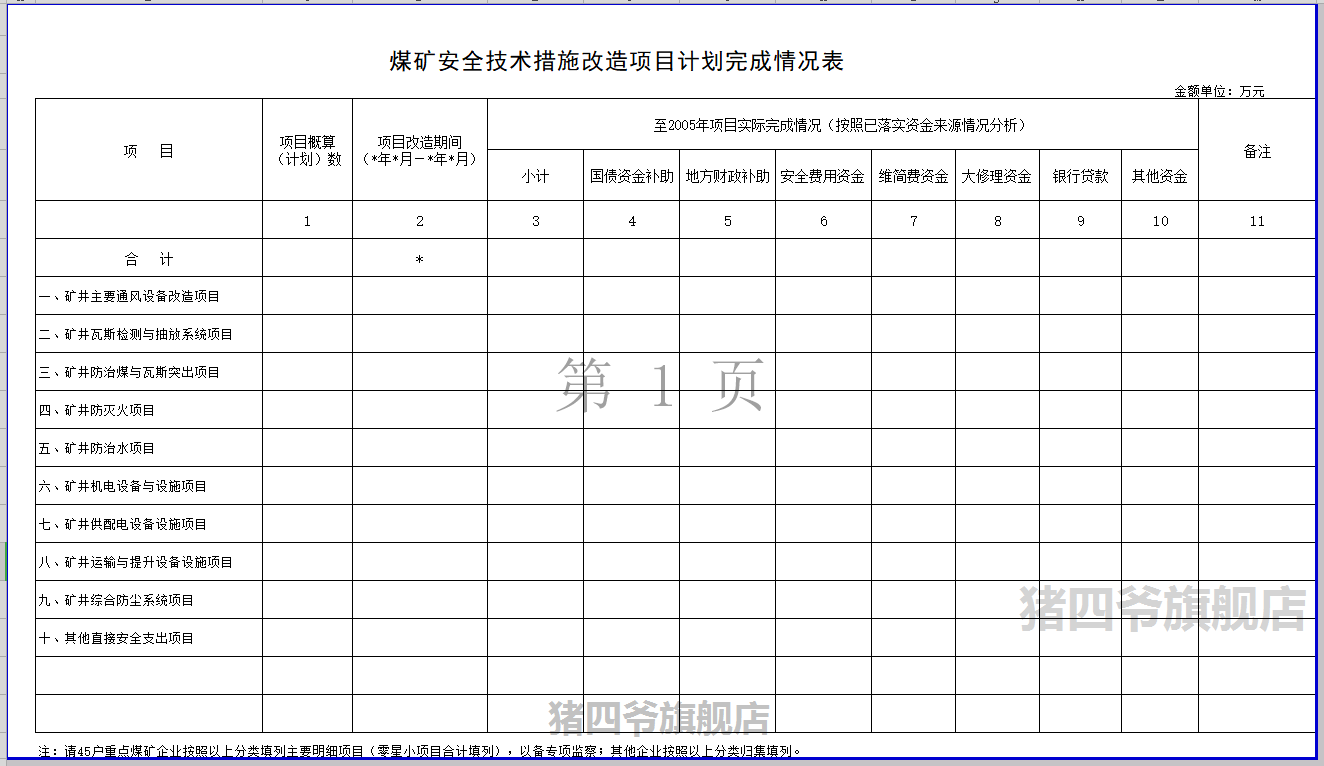 煤矿安全技术措施改造项目计划完成情况表
金额单位：万元
项 目
项目概算
（计划）数
项目改造期间
（*年*月－*年*月）
至2005年项目实际完成情况（按照已落实资金来源情况分析）
备注
小计 国债资金补助 地方财政补助 安全费用资金 维简费资金 大修理资金 银行贷款 其他资金
1 2 3 4 5 6 7 8 9 10 11
合 计 *
一、矿井主要通风设备改造项目
二、矿井瓦斯检测与抽放系统项目
三、矿井防治煤与瓦斯突出项目
第 1 页
四、矿井防灭火项目
五、矿井防治水项目
六、矿井机电设备与设施项目
七、矿井供配电设备设施项目
八、矿井运输与提升设备设施项目
九、矿井综合防尘系统项目
猪四爷旗舰店
十、其他直接安全支出项目
猪四爷旗舰店
注：请45户重点煤矿企业按照以上分类填列主要明细项目（零星小项目合计填列），以备专项监察；其他企业按照以上分类归集填列。